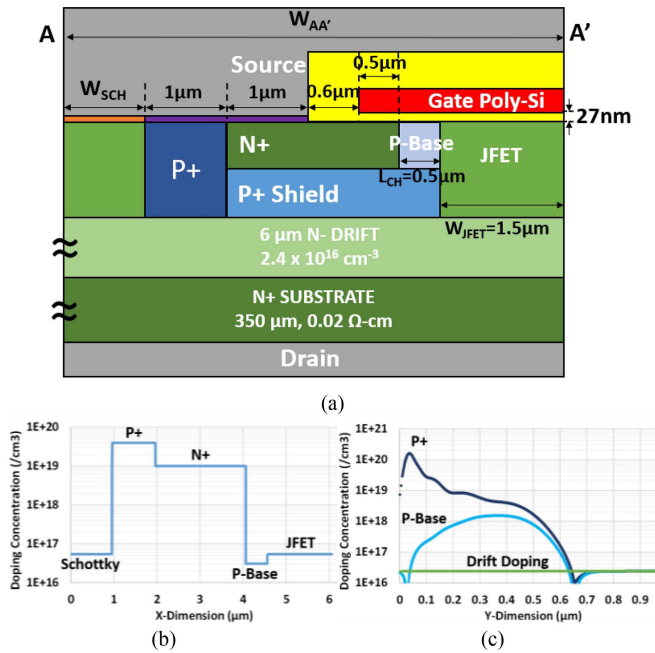 A
W_AA'
A'
Source
0.5μm
W_SCH
1μm
1μm
0.6μm
Gate Poly-Si
27nm
P+
N+
P-Base
JFET
L_CH=0.5μm
P+ Shield
W_JFET=1.5μm
6 μm N- DRIFT
2.4 x 10^16 cm^-3
N+ SUBSTRATE
350 μm, 0.02 Ω-cm
Drain
(a)
Doping Concentration (/cm3)
1E+20
1E+19
1E+18
1E+17
1E+16
P+
N+
Schottky
P-Base
JFET
0 1 2 3 4 5 6
X-Dimension (μm)
(b)
Doping Concentration (/cm3)
1E+21
1E+20
1E+19
1E+18
1E+17
1E+16
P+
P-Base
Drift Doping
0 0.1 0.2 0.3 0.4 0.5 0.6 0.7 0.8 0.9
Y-Dimension (μm)
(c)